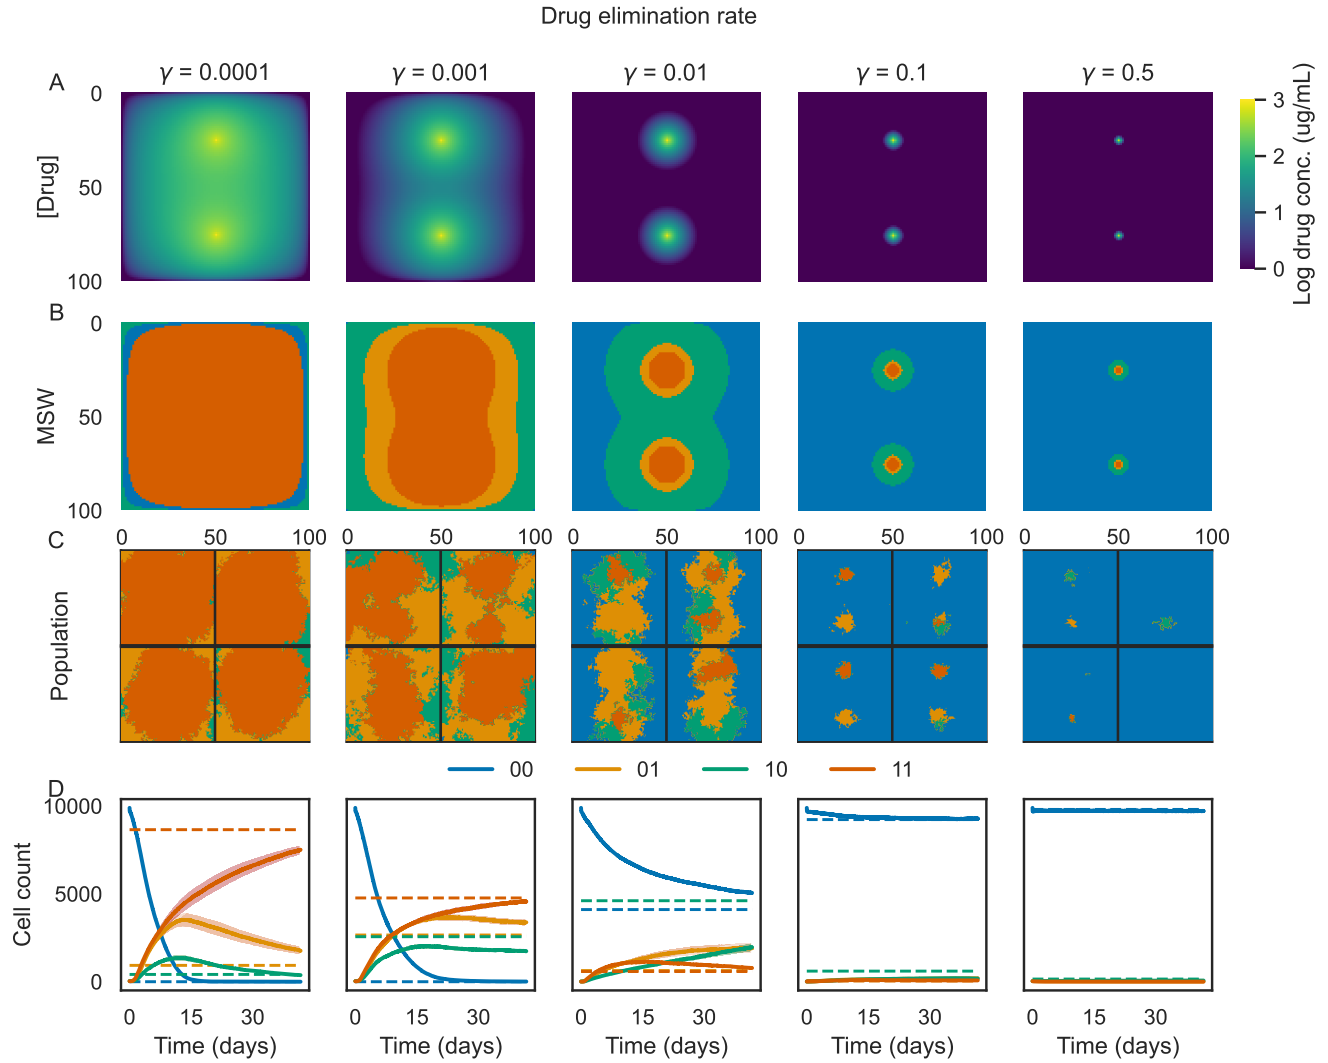 Drug elimination rate
γ = 0.0001 γ = 0.001 γ = 0.01 γ = 0.1 γ = 0.5
A
0
50
100
[Drug]
3
2
1
0
Log drug conc. (ug/mL)
B
0
50
100
MSW
0 50 100 0 50 100 0 50 100 0 50 100 0 50 100
C
Population
00 01 10 11
D
10000
5000
0
Cell count
0 15 30 0 15 30 0 15 30 0 15 30 0 15 30
Time (days) Time (days) Time (days) Time (days) Time (days)